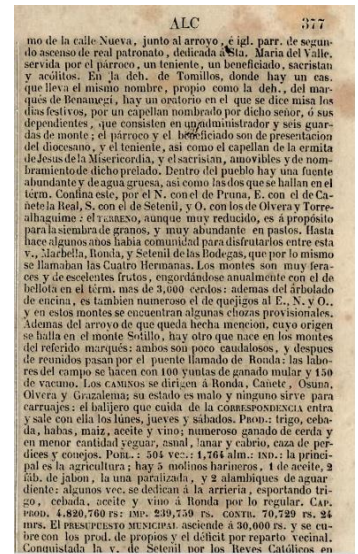 ALC 377
mo de la calle Nueva, junto al arroyo, é igl. parr. de segun-
do ascenso de real patronato, dedicada á Sta. Maria del Valle,
servida por el párroco, un teniente, un beneficiado, sacristan
y acólitos. En la deh. de Tomillos, donde hay un cas.
que lleva el mismo nombre, propio como la deh., del mar-
qués de Benamegi, hay un oratorio en el que se dice misa los
dias festivos, por un capellan nombrado por dicho señor, ó sus
dependientes, que consisten en un administrador y seis guar-
das de monte; el párroco y el beneficiado son de presentacion
del diocesano, y el teniente, asi como el capellan de la ermita
de Jesus de la Misericordia, y el sacristan, amovibles y de nom-
bramiento de dicho prelado. Dentro del pueblo hay una fuente
abundante y de agua gruesa, asi como las dos que se hallan en el
térm. Confina este, por el N. con el de Pruna, E. con el de Ca-
ñete la Real, S. con el de Setenil, y O. con los de Olvera y Torre-
alhaguime: el TERRENO, aunque muy reducido, es á propósito
para la siembra de granos, y muy abundante en pastos. Hasta
hace algunos años habia comunidad para disfrutarlos entre esta
v., Marbella, Ronda, y Setenil de las Bodegas, que por lo mismo
se llamaban las Cuatro Hermanas. Los montes son muy fera-
ces y de escelentes frutos, engordándose anualmente con el de
bellota en el térm. mas de 3,000 cerdos: ademas del árbolado
de encina, es tambien numeroso el de quejigos al E., N. y O.,
y en estos montes se encuentran algunas chozas provisionales.
Ademas del arroyo de que queda hecha mencion, cuyo origen
se halla en el monte Sotillo, hay otro que nace en los montes
del referido marqués: ambos son poco caudalosos, y despues
de reunidos pasan por el puente llamado de Ronda: las labo-
res del campo se hacen con 100 yuntas de ganado mular y 150
de vacuno. Los CAMINOS se dirigen á Ronda, Cañete, Osuna,
Olvera y Grazalema; su estado es malo y ninguno sirve para
carruajes: el balijero que cuida de la CORRESPONDENCIA entra
y sale con ella los lunes, jueves y sábados. PROD.: trigo, ceba-
da, habas, maiz, aceite y vino; numeroso ganado de cerda y
en menor cantidad yeguar, asnal, lanar y cabrio, caza de per-
dices y conejos. POBL.: 504 vec.: 1,764 alm.: IND.: la princi-
pal es la agricultura; hay 5 molinos harineros, 1 de aceite, 2
fáb. de jabon, la una paralizada, y 2 alambiques de aguar-
diente: algunos vec. se dedican á la arrieria, esportando tri-
go, cebada, aceite y vino á Ronda por lo regular. CAP.
PROD. 4.820,760 rs: IMP. 239,759 rs. CONTR. 70,729 rs. 24
mrs. El PRESUPUESTO MUNICIPAL asciende á 30,000 rs. y se cu-
bre con los prod. de propios y el déficit por reparto vecinal.
Conquistada la v. de Setenil por los Reyes Católicos en